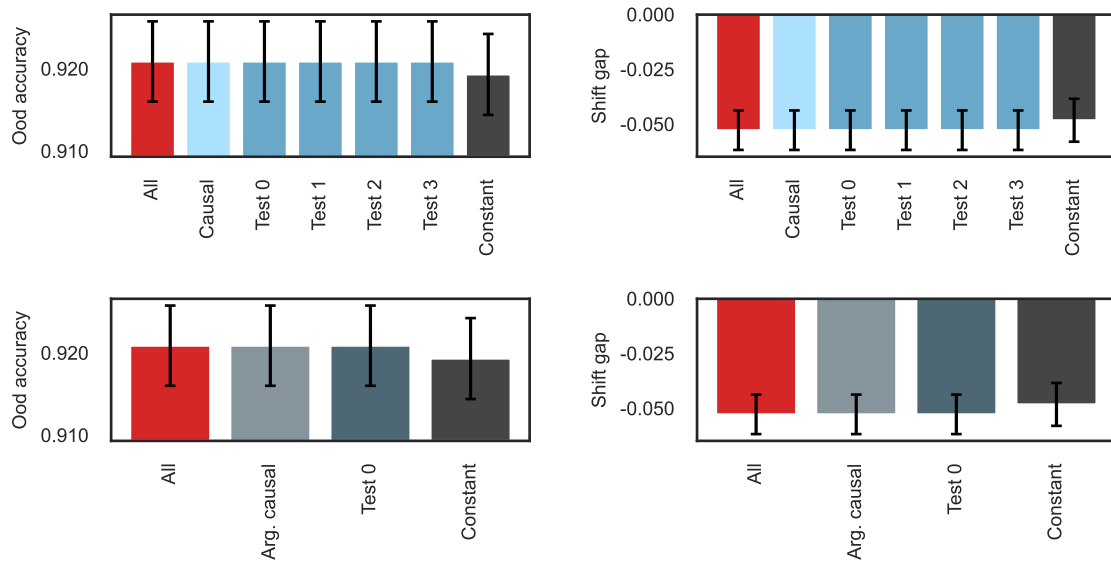 Ood accuracy
0.920
0.910
All
Causal
Test 0
Test 1
Test 2
Test 3
Constant
Shift gap
0.000
-0.025
-0.050
All
Causal
Test 0
Test 1
Test 2
Test 3
Constant
Ood accuracy
0.920
0.910
All
Arg. causal
Test 0
Constant
Shift gap
0.000
-0.025
-0.050
All
Arg. causal
Test 0
Constant